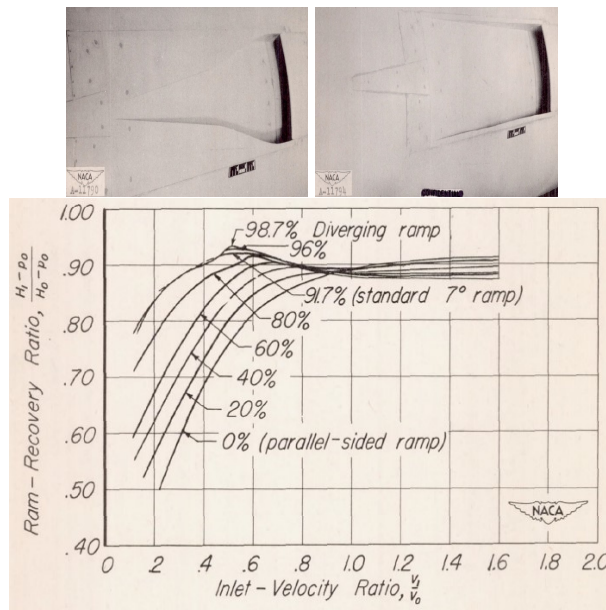 NACA
A-11790
NACA
A-11794
1.00
98.7% Diverging ramp
96%
.90
91.7% (standard 7° ramp)
80%
.80
60%
.70
40%
20%
.60
0% (parallel-sided ramp)
.50
NACA
.40
0 .2 .4 .6 .8 1.0 1.2 1.4 1.6 1.8 2.0
Ram-Recovery Ratio, H₁-p₀/H₀-p₀
Inlet-Velocity Ratio, V₁/V₀